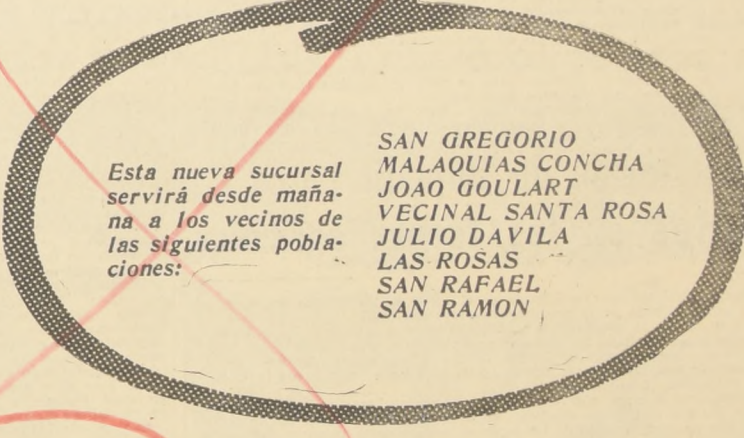 Esta nueva sucursal
servirá desde maña-
na a los vecinos de
las siguientes pobla-
ciones:
SAN GREGORIO
MALAQUIAS CONCHA
JOAO GOULART
VECINAL SANTA ROSA
JULIO DAVILA
LAS ROSAS
SAN RAFAEL
SAN RAMON